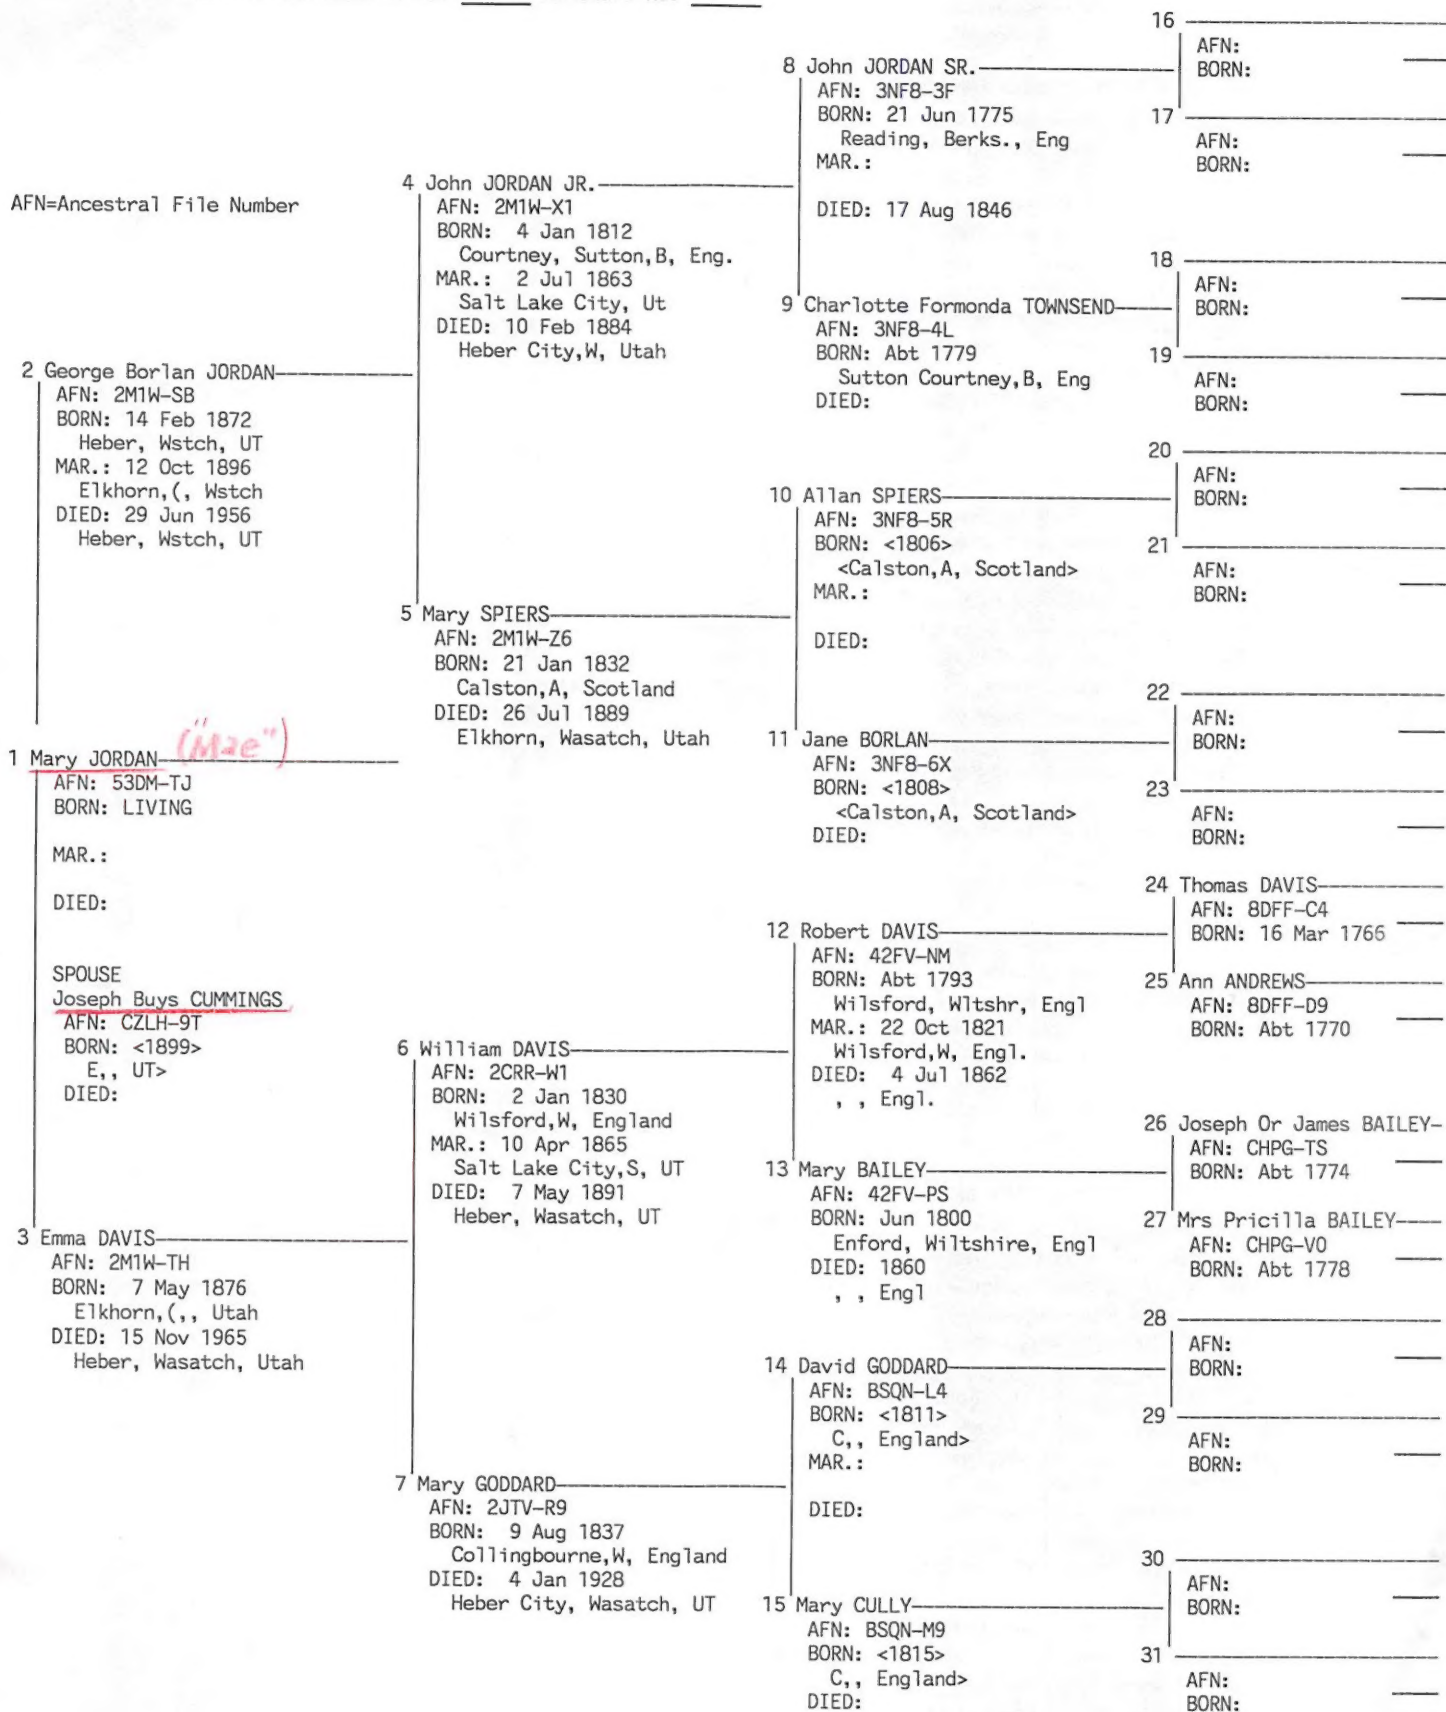 AFN=Ancestral File Number
1 Mary JORDAN ("Mae")
AFN: 53DM-TJ
BORN: LIVING
MAR.:
DIED:
SPOUSE
Joseph Buys CUMMINGS
AFN: CZLH-9T
BORN: <1899>
E,, UT>
DIED:
2 George Borlan JORDAN
AFN: 2M1W-SB
BORN: 14 Feb 1872
Heber, Wstch, UT
MAR.: 12 Oct 1896
Elkhorn,(, Wstch
DIED: 29 Jun 1956
Heber, Wstch, UT
3 Emma DAVIS
AFN: 2M1W-TH
BORN: 7 May 1876
Elkhorn,(,, Utah
DIED: 15 Nov 1965
Heber, Wasatch, Utah
4 John JORDAN JR.
AFN: 2M1W-X1
BORN: 4 Jan 1812
Courtney, Sutton,B, Eng.
MAR.: 2 Jul 1863
Salt Lake City, Ut
DIED: 10 Feb 1884
Heber City,W, Utah
5 Mary SPIERS
AFN: 2M1W-Z6
BORN: 21 Jan 1832
Calston,A, Scotland
DIED: 26 Jul 1889
Elkhorn, Wasatch, Utah
6 William DAVIS
AFN: 2CRR-W1
BORN: 2 Jan 1830
Wilsford,W, England
MAR.: 10 Apr 1865
Salt Lake City,S, UT
DIED: 7 May 1891
Heber, Wasatch, UT
7 Mary GODDARD
AFN: 2JTV-R9
BORN: 9 Aug 1837
Collingbourne,W, England
DIED: 4 Jan 1928
Heber City, Wasatch, UT
8 John JORDAN SR.
AFN: 3NF8-3F
BORN: 21 Jun 1775
Reading, Berks., Eng
MAR.:
DIED: 17 Aug 1846
9 Charlotte Formonda TOWNSEND
AFN: 3NF8-4L
BORN: Abt 1779
Sutton Courtney,B, Eng
DIED:
10 Allan SPIERS
AFN: 3NF8-5R
BORN: <1806>
<Calston,A, Scotland>
MAR.:
DIED:
11 Jane BORLAN
AFN: 3NF8-6X
BORN: <1808>
<Calston,A, Scotland>
DIED:
12 Robert DAVIS
AFN: 42FV-NM
BORN: Abt 1793
Wilsford, Wltshr, Engl
MAR.: 22 Oct 1821
Wilsford,W, Engl.
DIED: 4 Jul 1862
, , Engl.
13 Mary BAILEY
AFN: 42FV-PS
BORN: Jun 1800
Enford, Wiltshire, Engl
DIED: 1860
, , Engl
14 David GODDARD
AFN: BSQN-L4
BORN: <1811>
C,, England>
MAR.:
DIED:
15 Mary CULLY
AFN: BSQN-M9
BORN: <1815>
C,, England>
DIED:
16
AFN:
BORN:
17
AFN:
BORN:
18
AFN:
BORN:
19
AFN:
BORN:
20
AFN:
BORN:
21
AFN:
BORN:
22
AFN:
BORN:
23
AFN:
BORN:
24 Thomas DAVIS
AFN: 8DFF-C4
BORN: 16 Mar 1766
25 Ann ANDREWS
AFN: 8DFF-D9
BORN: Abt 1770
26 Joseph Or James BAILEY
AFN: CHPG-TS
BORN: Abt 1774
27 Mrs Pricilla BAILEY
AFN: CHPG-V0
BORN: Abt 1778
28
AFN:
BORN:
29
AFN:
BORN:
30
AFN:
BORN:
31
AFN:
BORN: